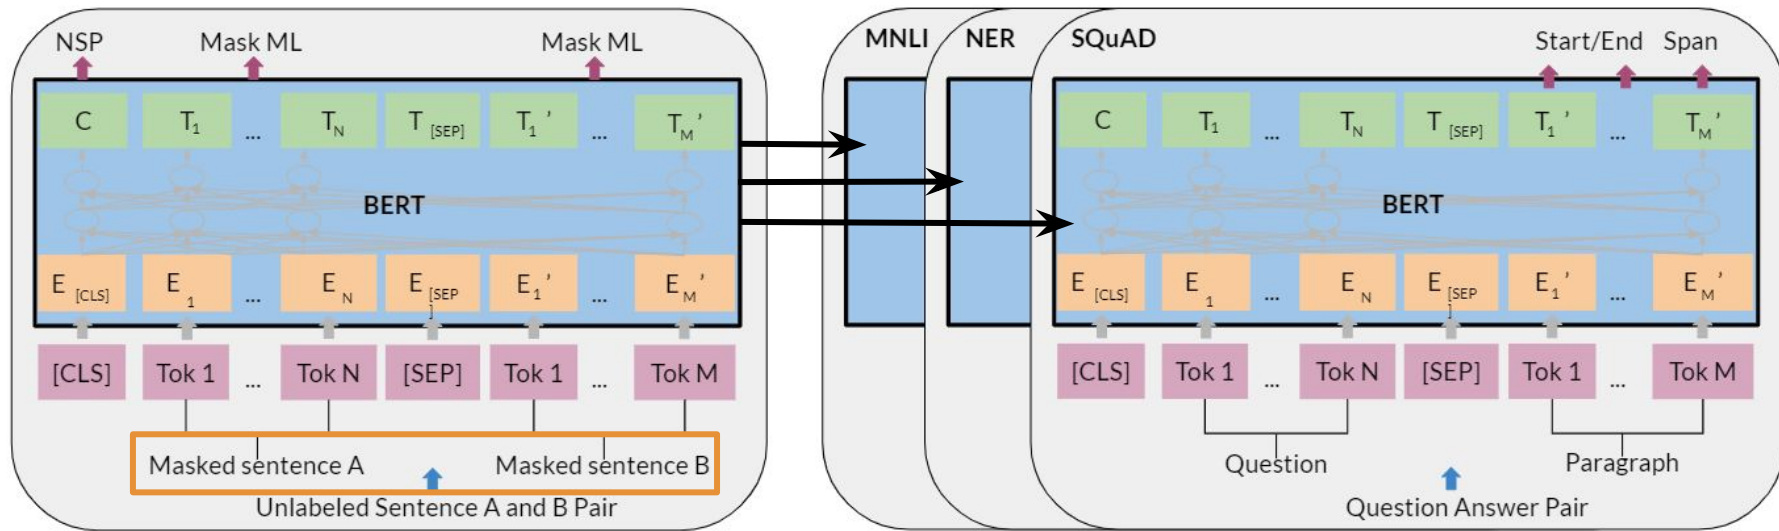 NSP Mask ML Mask ML
C T1 ... TN T[SEP] T1' ... TM'
BERT
E[CLS] E1 ... EN E[SEP] E1' ... EM'
[CLS] Tok 1 ... Tok N [SEP] Tok 1 ... Tok M
Masked sentence A Masked sentence B
Unlabeled Sentence A and B Pair
MNLI NER SQuAD
Start/End Span
C T1 ... TN T[SEP] T1' ... TM'
BERT
E[CLS] E1 ... EN E[SEP] E1' ... EM'
[CLS] Tok 1 ... Tok N [SEP] Tok 1 ... Tok M
Question Paragraph
Question Answer Pair